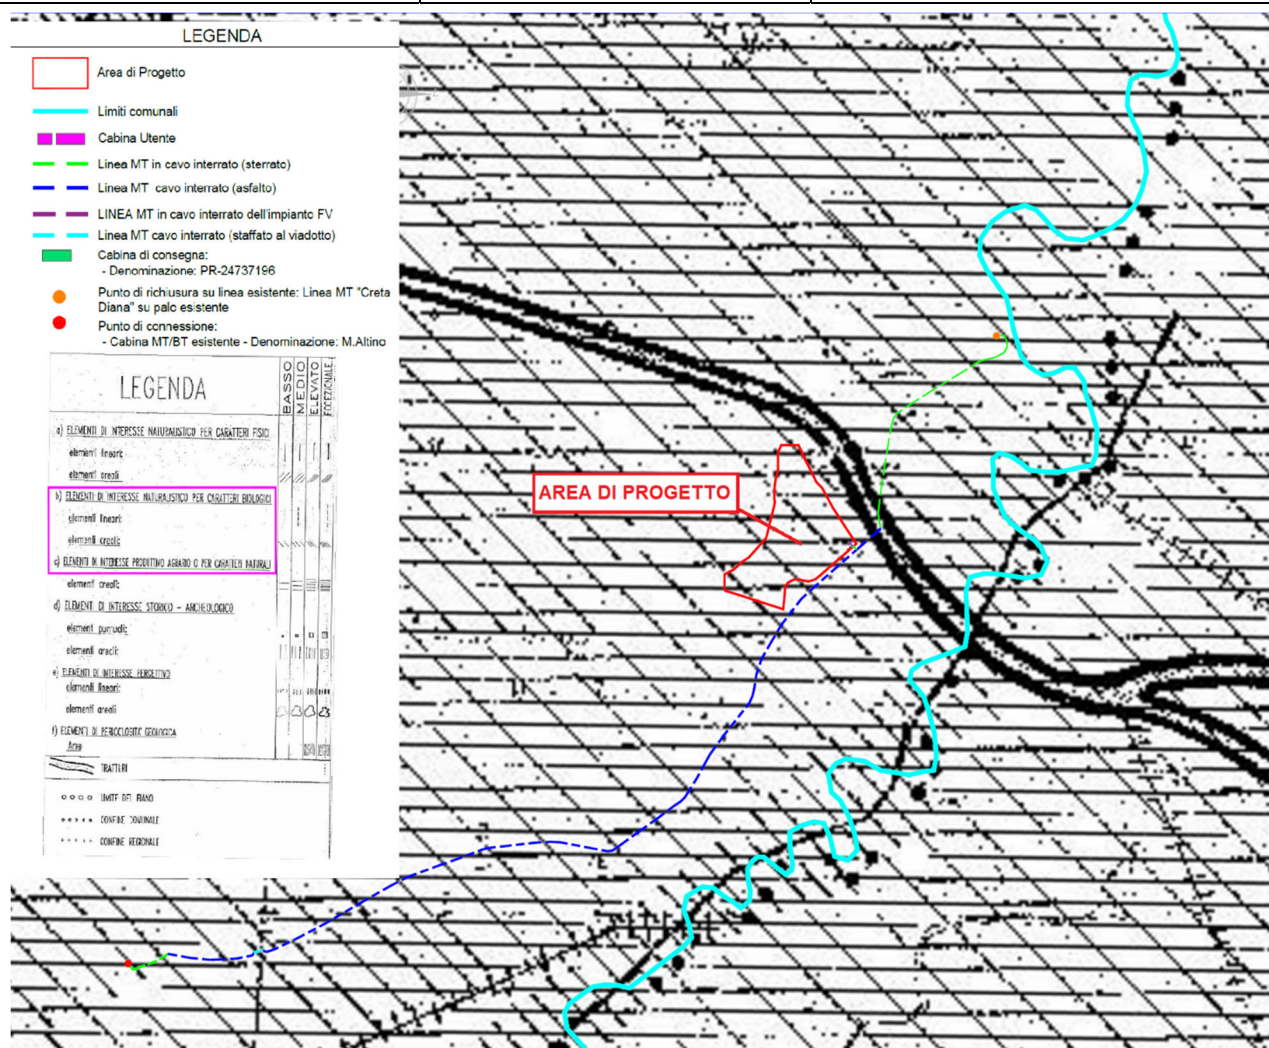 LEGENDA
Area di Progetto
Limiti comunali
Cabina Utente
Linea MT in cavo interrato (sterrato)
Linea MT cavo interrato (asfalto)
LINEA MT in cavo interrato dell'impianto FV
Linea MT cavo interrato (staffato al viadotto)
Cabina di consegna:
- Denominazione: PR-24737196
Punto di richiusura su linea esistente: Linea MT "Creta
Diana" su palo esistente
Punto di connessione:
- Cabina MT/BT esistente - Denominazione: M.Altino
LEGENDA
BASSO
MEDIO
ELEVATO
ECCEZIONALE
a) ELEMENTI DI INTERESSE NATURALISTICO PER CARATTERI FISICI
elementi lineari:
elementi areali
b) ELEMENTI DI INTERESSE NATURALISTICO PER CARATTERI BIOLOGICI
elementi lineari:
elementi areali:
c) ELEMENTI DI INTERESSE PRODUTTIVO AGRARIO O PER CARATTERI NATURALI
elementi areali:
d) ELEMENTI DI INTERESSE STORICO - ARCHEOLOGICO
elementi puntuali:
elementi areali:
e) ELEMENTI DI INTERESSE PERCETTIVO
elementi lineari:
elementi areali
f) ELEMENTI DI PERICOLOSITÀ GEOLOGICA
Area
TRATTURI
LIMITE DEL PIANO
CONFINE COMUNALE
CONFINE REGIONALE
AREA DI PROGETTO